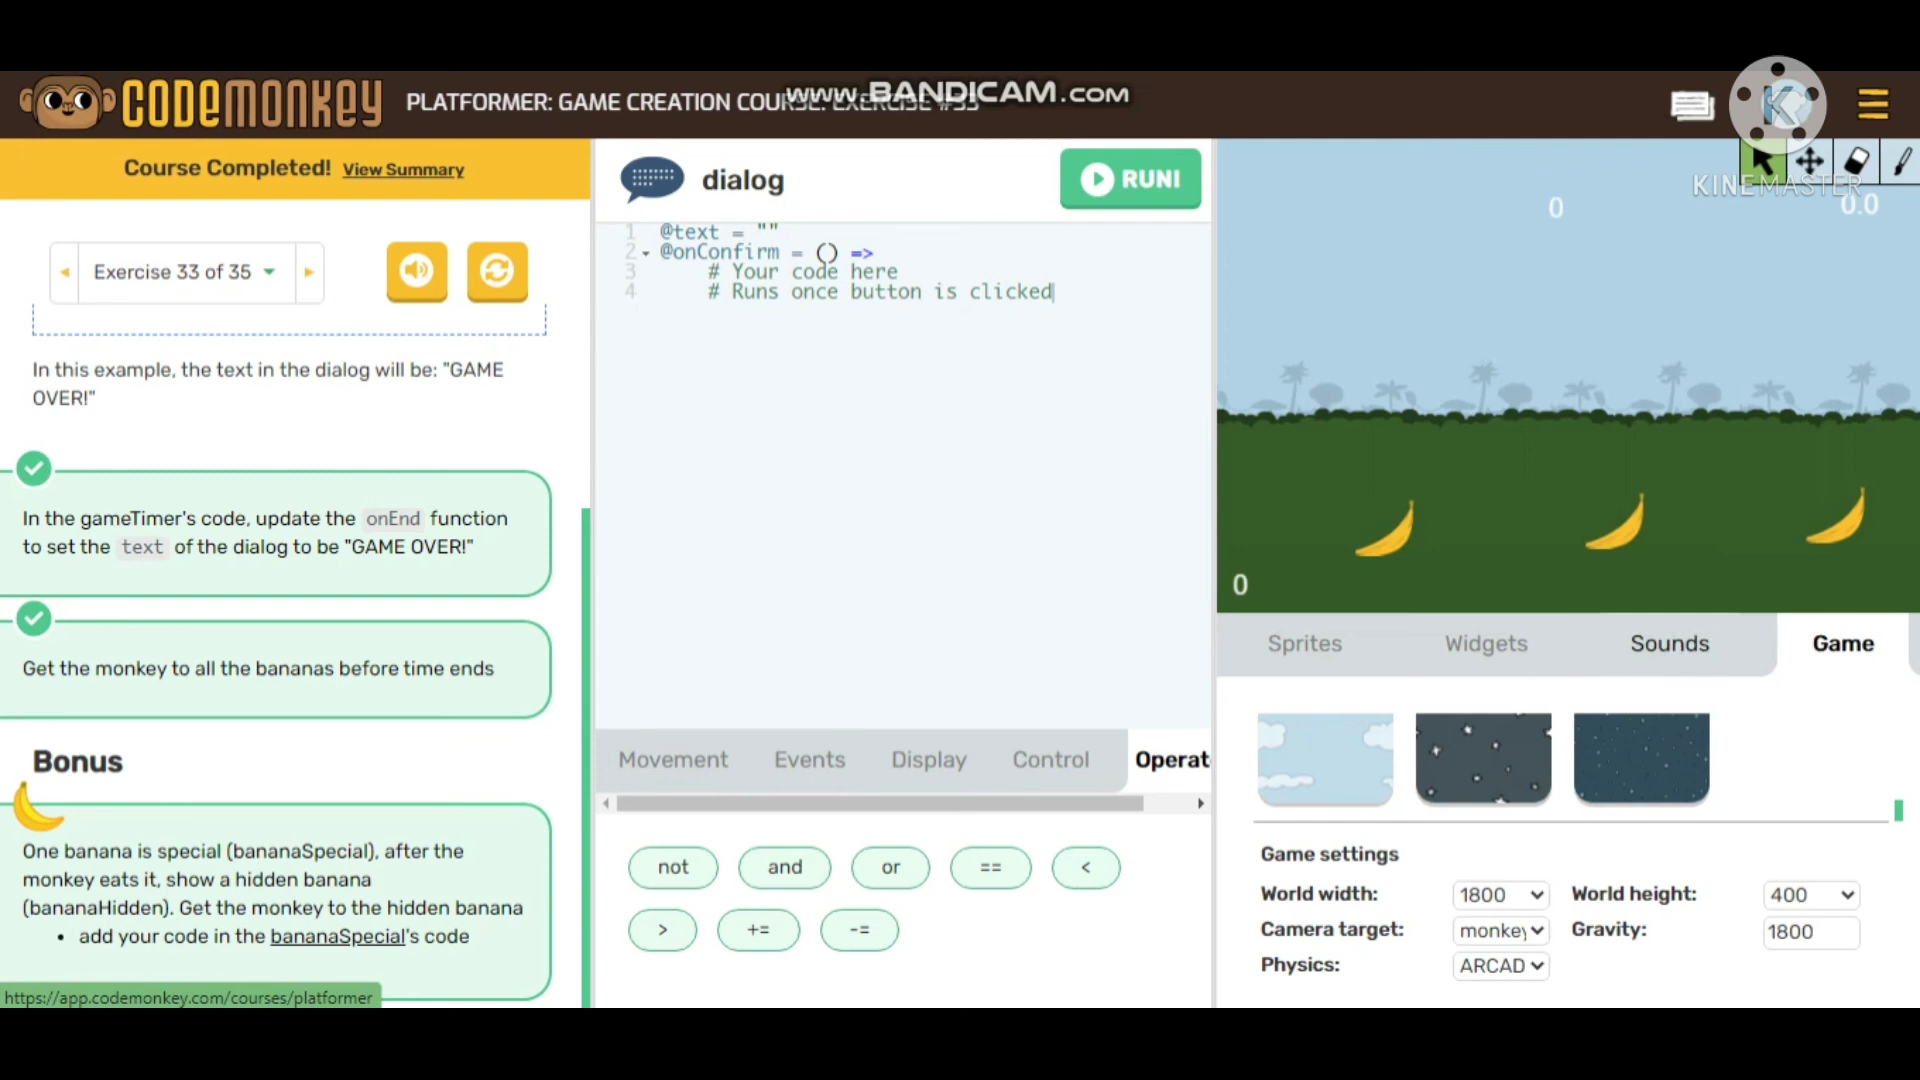 CODEMONKEY
PLATFORMER: GAME CREATION COURSE: EXERCISE #33
www.BANDICAM.com
KINEMASTER
Course Completed! View Summary
Exercise 33 of 35
In this example, the text in the dialog will be: "GAME
OVER!"
In the gameTimer's code, update the onEnd function
to set the text of the dialog to be "GAME OVER!"
Get the monkey to all the bananas before time ends
Bonus
One banana is special (bananaSpecial), after the
monkey eats it, show a hidden banana
(bananaHidden). Get the monkey to the hidden banana
• add your code in the bananaSpecial's code
https://app.codemonkey.com/courses/platformer
dialog
RUN!
1 @text = ""
2 @onConfirm = () =>
3 # Your code here
4 # Runs once button is clicked
Movement Events Display Control Operat
not and or == <
> += -=
0 0.0
0
Sprites Widgets Sounds Game
Game settings
World width: 1800 World height: 400
Camera target: monkey Gravity: 1800
Physics: ARCAD